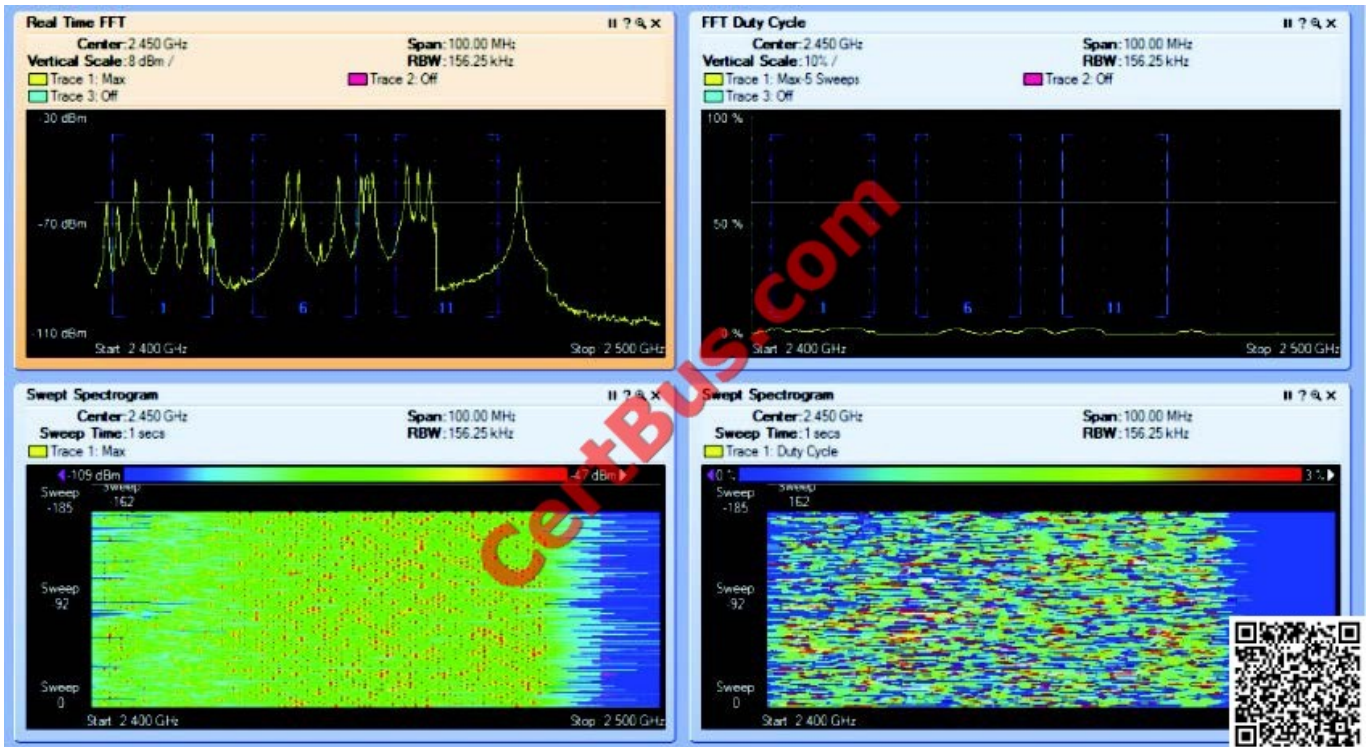 Real Time FFT
Center: 2.450 GHz
Span: 100.00 MHz
Vertical Scale: 8 dBm /
RBW: 156.25 kHz
Trace 1: Max
Trace 2: Off
Trace 3: Off
-30 dBm
-70 dBm
-110 dBm
1
6
11
Start 2 400 GHz
Stop 2 500 GHz
FFT Duty Cycle
Center: 2.450 GHz
Span: 100.00 MHz
Vertical Scale: 10% /
RBW: 156.25 kHz
Trace 1: Max-5 Sweeps
Trace 2: Off
Trace 3: Off
100 %
50 %
0 %
1
6
11
Start 2 400 GHz
Stop 2 500 GHz
Swept Spectrogram
Center: 2.450 GHz
Span: 100.00 MHz
Sweep Time: 1 secs
RBW: 156.25 kHz
Trace 1: Max
-109 dBm
-47 dBm
Sweep
-185
Sweep
-162
Sweep
-92
Sweep
0
Start 2 400 GHz
Stop 2 500 GHz
Swept Spectrogram
Center: 2.450 GHz
Span: 100.00 MHz
Sweep Time: 1 secs
RBW: 156.25 kHz
Trace 1: Duty Cycle
0 %
3 %
Sweep
-185
Sweep
162
Sweep
-92
Sweep
0
Start 2 400 GHz
CertBus.com